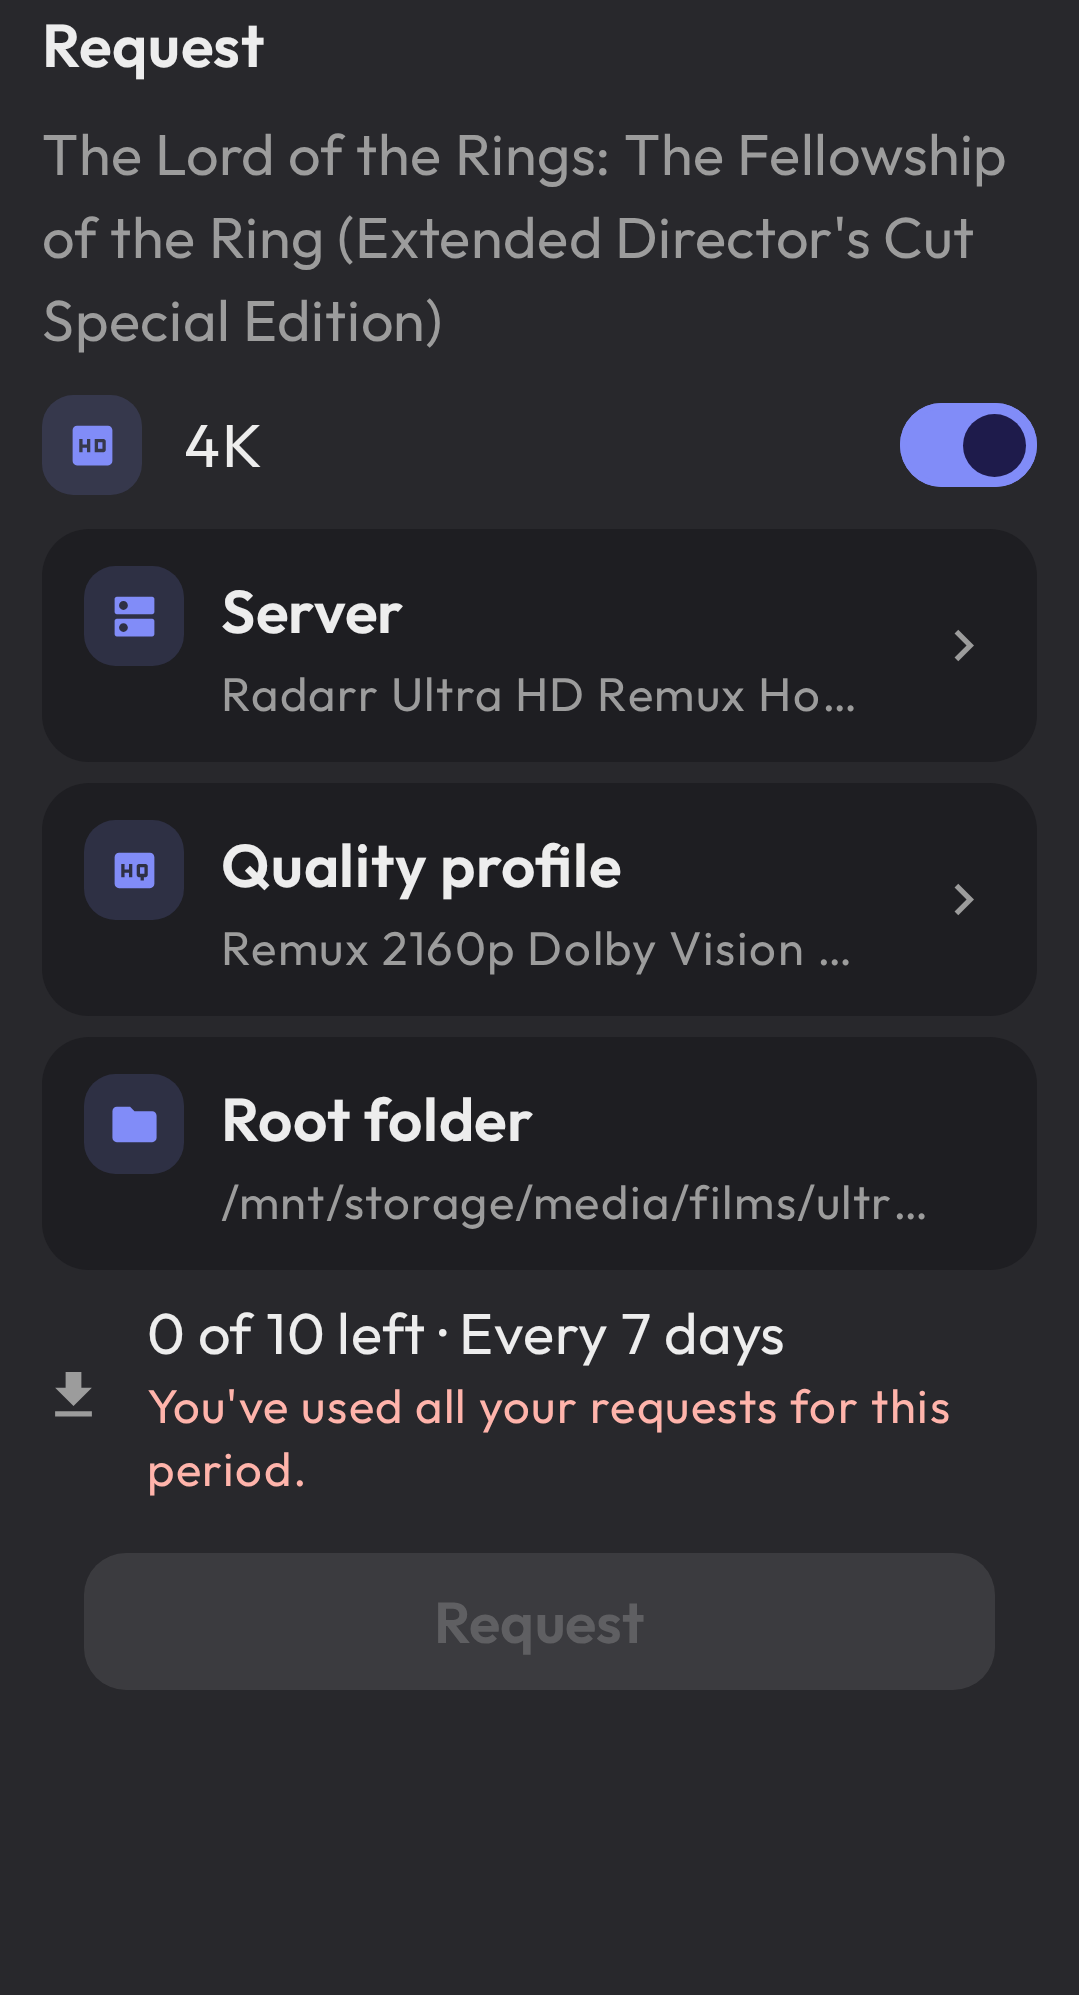 Request
The Lord of the Rings: The Fellowship
of the Ring (Extended Director's Cut
Special Edition)
HD
4K
Server
Radarr Ultra HD Remux Ho...
HQ
Quality profile
Remux 2160p Dolby Vision ...
Root folder
/mnt/storage/media/films/ultr...
0 of 10 left · Every 7 days
You've used all your requests for this
period.
Request